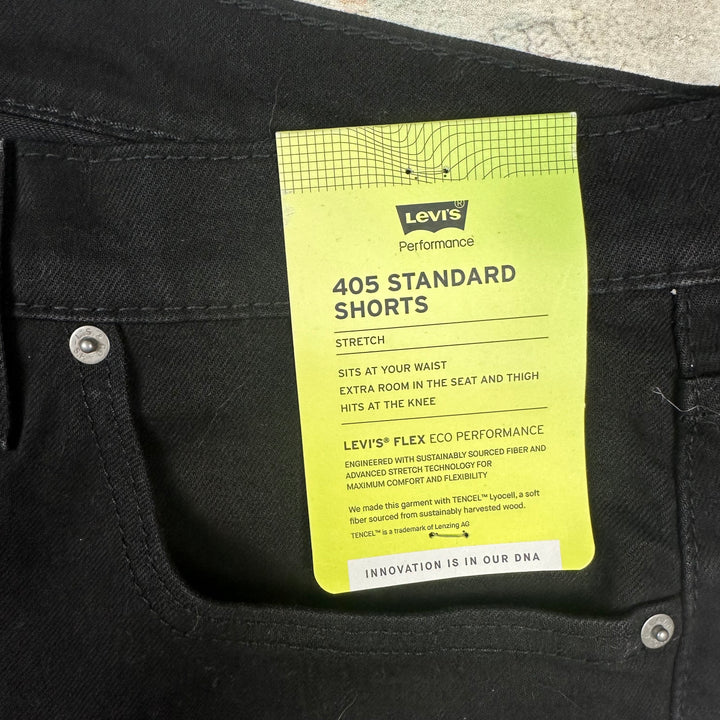 Levi's®
Performance
405 STANDARD
SHORTS
STRETCH
SITS AT YOUR WAIST
EXTRA ROOM IN THE SEAT AND THIGH
HITS AT THE KNEE
LEVI'S® FLEX ECO PERFORMANCE
ENGINEERED WITH SUSTAINABLY SOURCED FIBER AND
ADVANCED STRETCH TECHNOLOGY FOR
MAXIMUM COMFORT AND FLEXIBILITY
We made this garment with TENCEL™ Lyocell, a soft
fiber sourced from sustainably harvested wood.
TENCEL™ is a trademark of Lenzing AG
INNOVATION IS IN OUR DNA